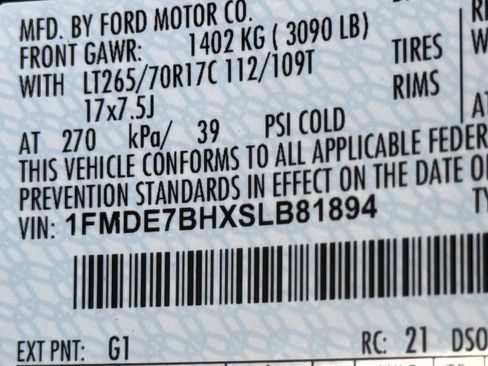 MFD. BY FORD MOTOR CO.
FRONT GAWR: 1402 KG ( 3090 LB)
WITH LT265/70R17C 112/109T TIRES
17x7.5J RIMS
AT 270 kPa/ 39 PSI COLD
THIS VEHICLE CONFORMS TO ALL APPLICABLE FEDER
PREVENTION STANDARDS IN EFFECT ON THE DATE O
VIN: 1FMDE7BHXSLB81894
EXT PNT: G1 RC: 21 DSO